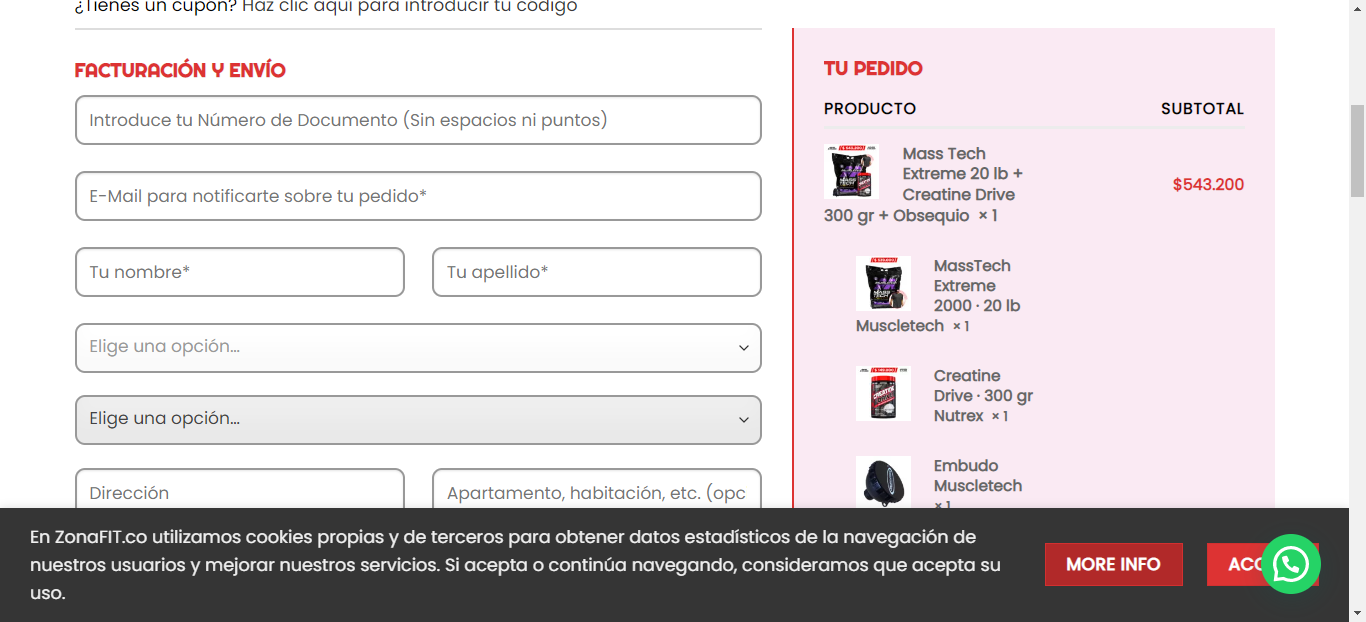 ¿Tienes un cupón? Haz clic aquí para introducir tu código
FACTURACIÓN Y ENVÍO
Introduce tu Número de Documento (Sin espacios ni puntos)
E-Mail para notificarte sobre tu pedido*
Tu nombre*
Tu apellido*
Elige una opción...
Elige una opción...
Dirección
Apartamento, habitación, etc. (opc
TU PEDIDO
PRODUCTO SUBTOTAL
Mass Tech
Extreme 20 lb +
Creatine Drive
300 gr + Obsequio × 1
$543.200
MassTech
Extreme
2000 · 20 lb
Muscletech × 1
Creatine
Drive · 300 gr
Nutrex × 1
Embudo
Muscletech
× 1
En ZonaFIT.co utilizamos cookies propias y de terceros para obtener datos estadísticos de la navegación de
nuestros usuarios y mejorar nuestros servicios. Si acepta o continúa navegando, consideramos que acepta su
uso.
MORE INFO